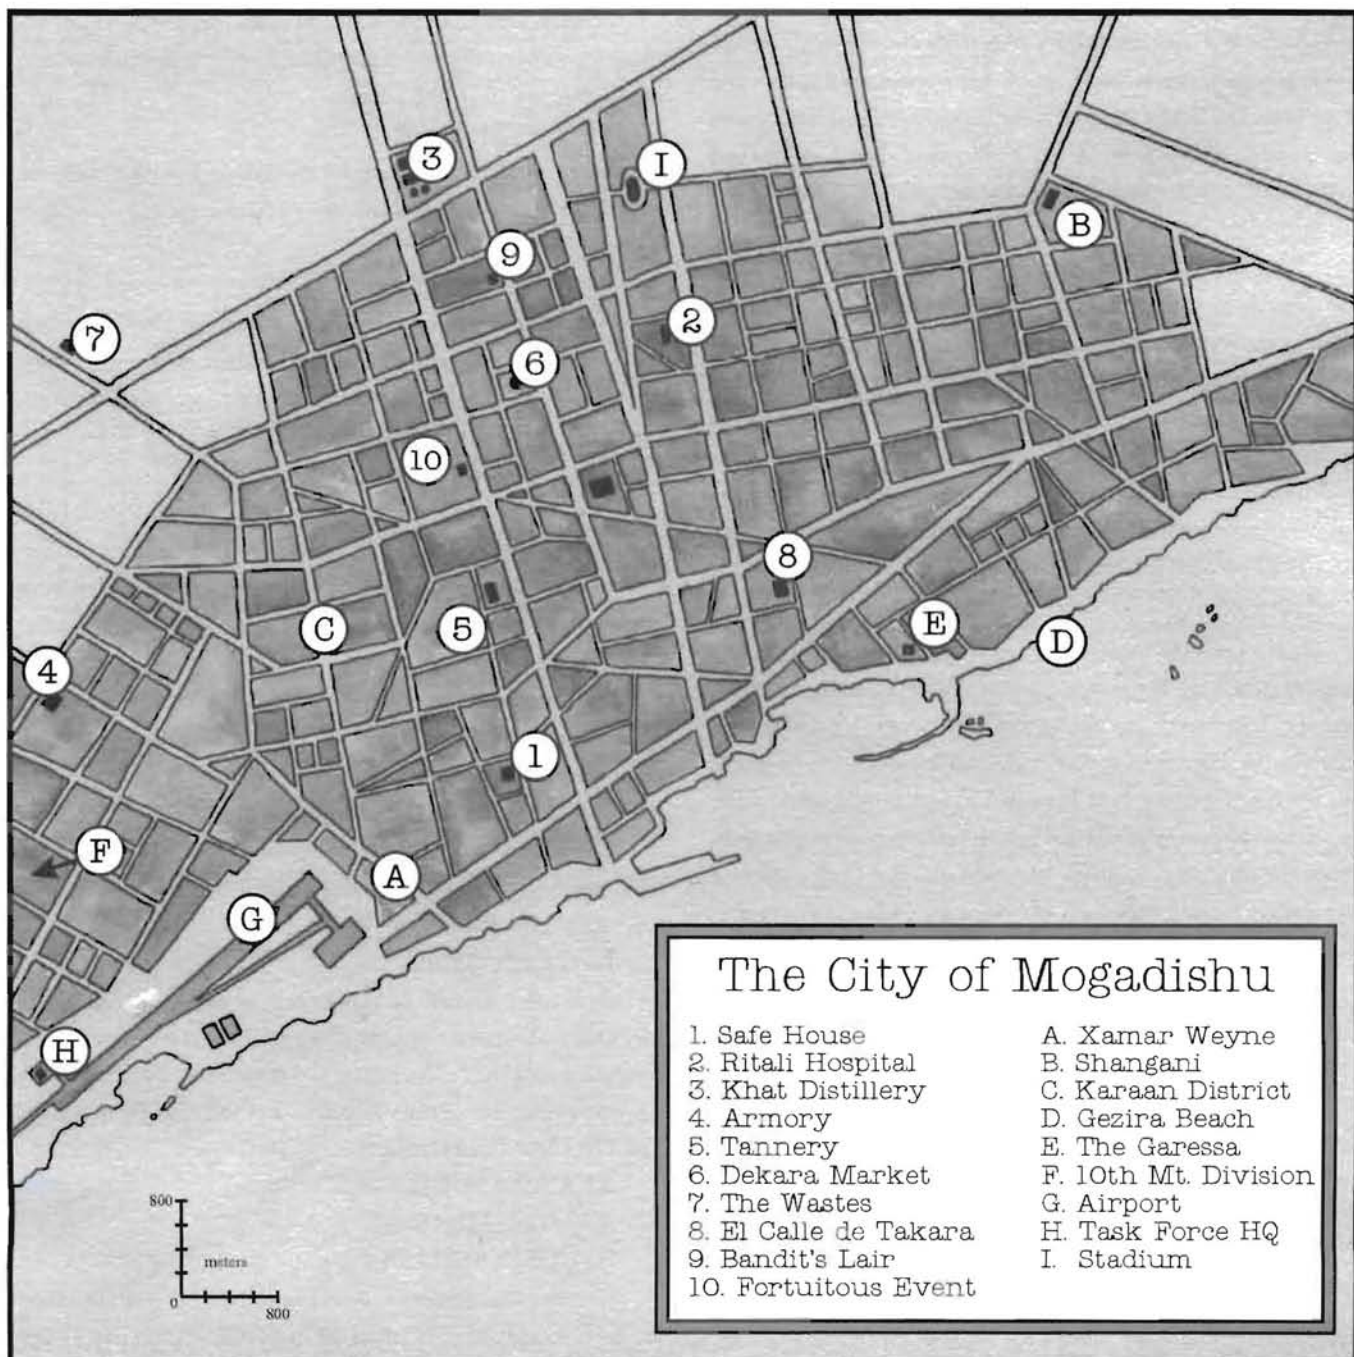 3
I
B
9
7
2
6
10
8
C
5
E
D
4
1
F
A
G
H
The City of Mogadishu
1. Safe House
2. Ritali Hospital
3. Khat Distillery
4. Armory
5. Tannery
6. Dekara Market
7. The Wastes
8. El Calle de Takara
9. Bandit's Lair
10. Fortuitous Event
A. Xamar Weyne
B. Shangani
C. Karaan District
D. Gezira Beach
E. The Garessa
F. 10th Mt. Division
G. Airport
H. Task Force HQ
I. Stadium
800
meters
0
800